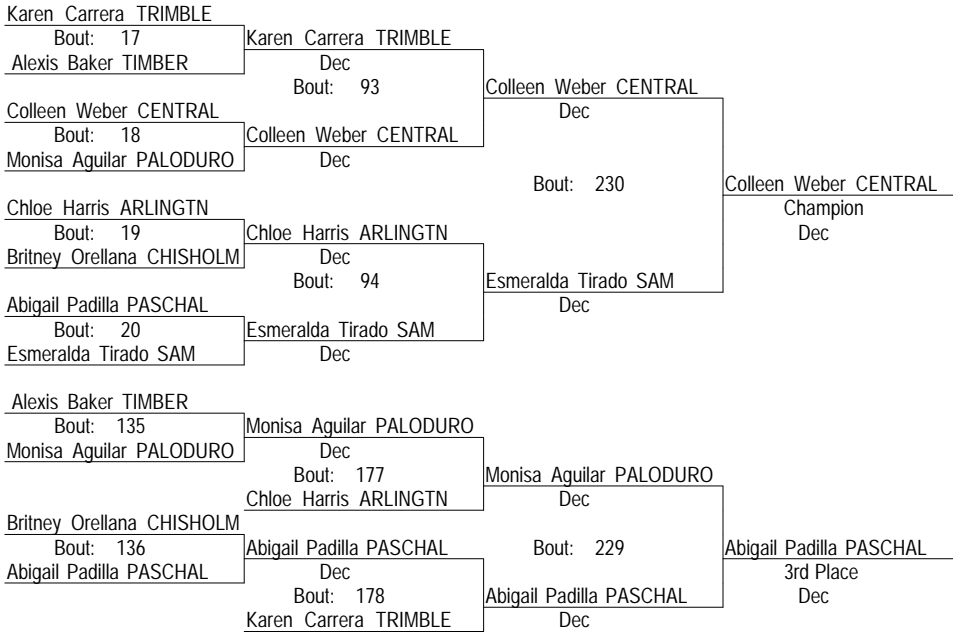 Karen Carrera TRIMBLE
Bout: 17 Karen Carrera TRIMBLE
Alexis Baker TIMBER Dec
Bout: 93 Colleen Weber CENTRAL
Colleen Weber CENTRAL Dec
Bout: 18 Colleen Weber CENTRAL
Monisa Aguilar PALODURO Dec
Bout: 230 Colleen Weber CENTRAL
Chloe Harris ARLINGTN Champion
Bout: 19 Chloe Harris ARLINGTN Dec
Britney Orellana CHISHOLM Dec
Bout: 94 Esmeralda Tirado SAM
Abigail Padilla PASCHAL Dec
Bout: 20 Esmeralda Tirado SAM
Esmeralda Tirado SAM Dec
Alexis Baker TIMBER
Bout: 135 Monisa Aguilar PALODURO
Monisa Aguilar PALODURO Dec
Bout: 177 Monisa Aguilar PALODURO
Chloe Harris ARLINGTN Dec
Britney Orellana CHISHOLM
Bout: 136 Abigail Padilla PASCHAL Bout: 229 Abigail Padilla PASCHAL
Abigail Padilla PASCHAL Dec 3rd Place
Bout: 178 Abigail Padilla PASCHAL Dec
Karen Carrera TRIMBLE Dec